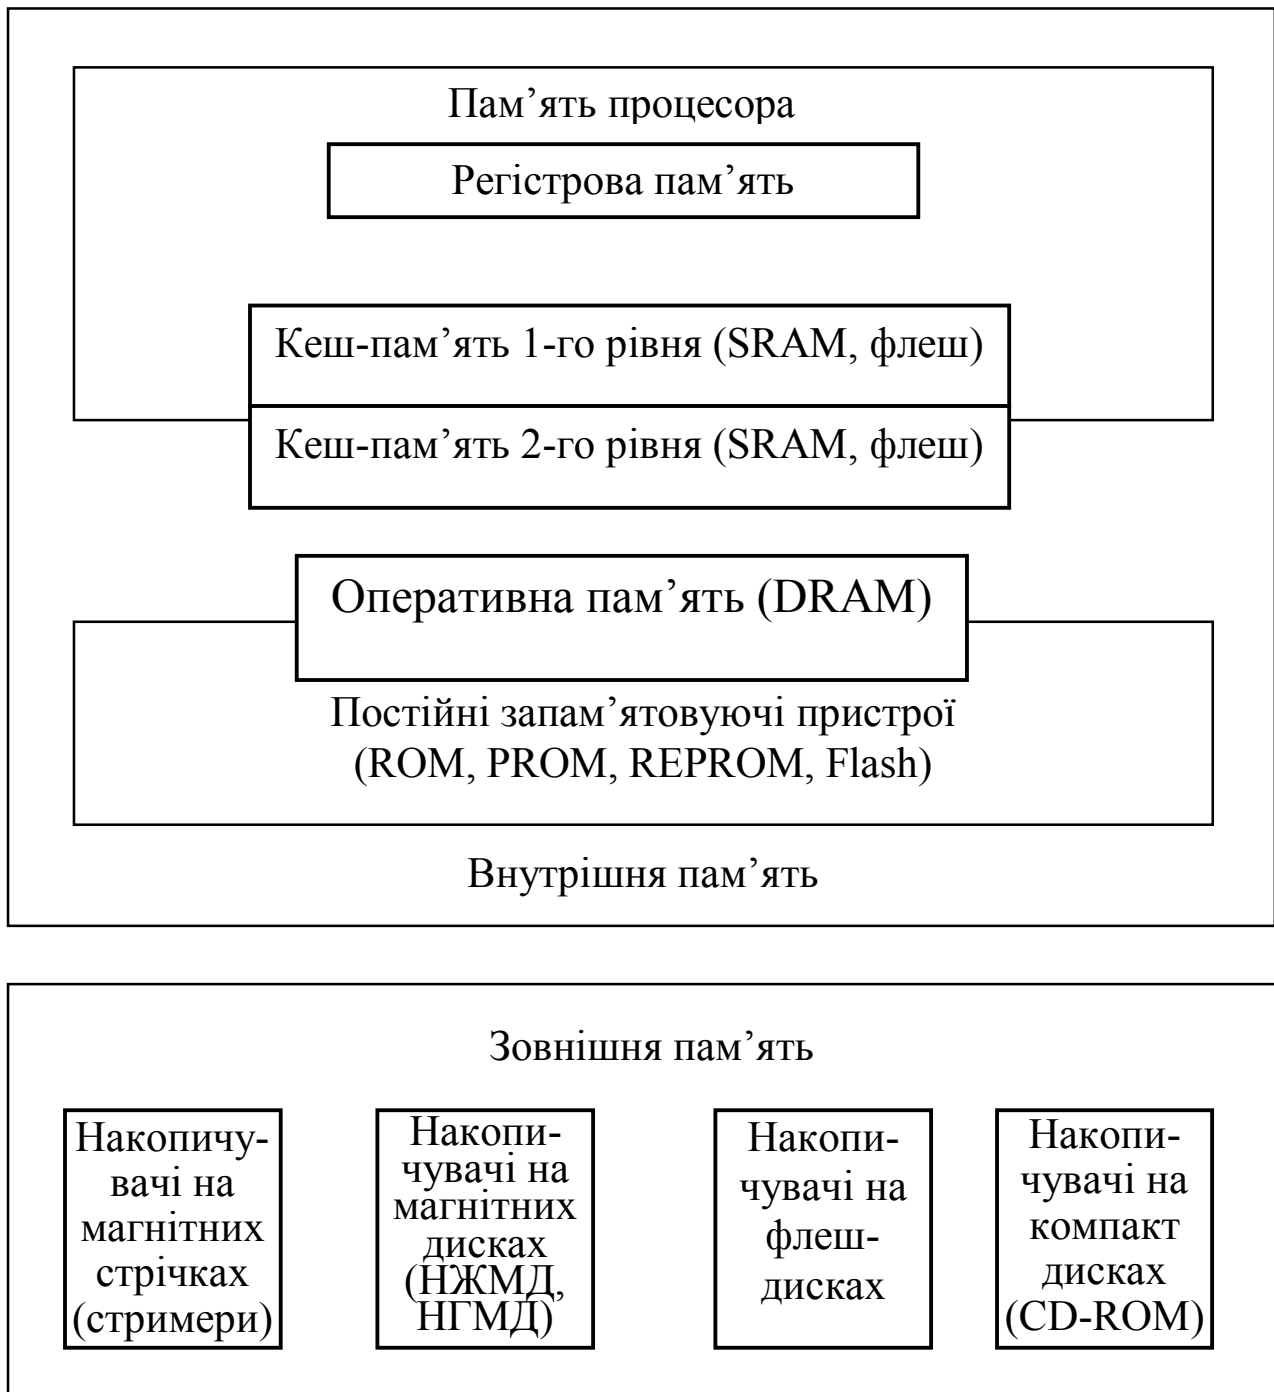 Пам’ять процесора
Регістрова пам’ять
Кеш-пам’ять 1-го рівня (SRAM, флеш)
Кеш-пам’ять 2-го рівня (SRAM, флеш)
Оперативна пам’ять (DRAM)
Постійні запам’ятовуючі пристрої
(ROM, PROM, REPROM, Flash)
Внутрішня пам’ять
Зовнішня пам’ять
Накопичу-
вачі на
магнітних
стрічках
(стримери)
Накопи-
чувачі на
магнітних
дисках
(НЖМД,
НГМД)
Накопи-
чувачі на
флеш-
дисках
Накопи-
чувачі на
компакт
дисках
(CD-ROM)